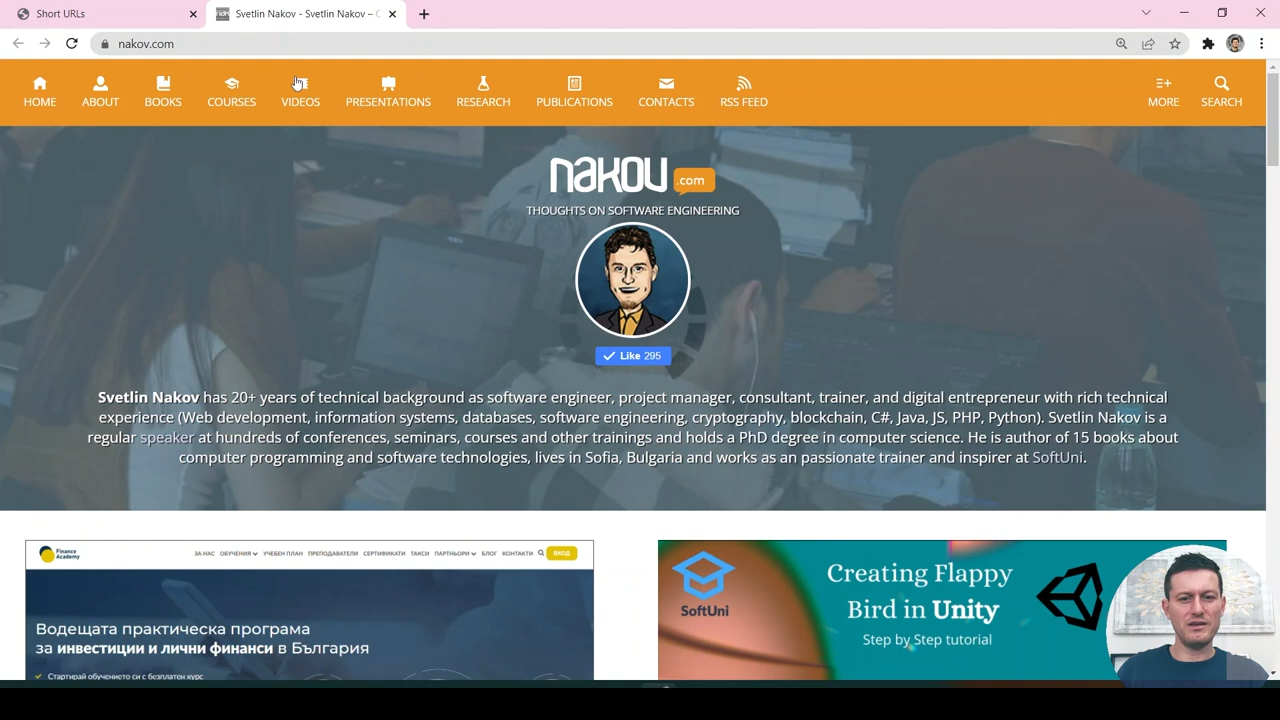 Short URLs
Svetlin Nakov - Svetlin Nakov –
nakov.com
HOME
ABOUT
BOOKS
COURSES
VIDEOS
PRESENTATIONS
RESEARCH
PUBLICATIONS
CONTACTS
RSS FEED
MORE
SEARCH
nakov .com
THOUGHTS ON SOFTWARE ENGINEERING
Like 295
Svetlin Nakov has 20+ years of technical background as software engineer, project manager, consultant, trainer, and digital entrepreneur with rich technical
experience (Web development, information systems, databases, software engineering, cryptography, blockchain, C#, Java, JS, PHP, Python). Svetlin Nakov is a
regular speaker at hundreds of conferences, seminars, courses and other trainings and holds a PhD degree in computer science. He is author of 15 books about
computer programming and software technologies, lives in Sofia, Bulgaria and works as an passionate trainer and inspirer at SoftUni.
Finance
Academy
ЗА НАС ОБУЧЕНИЯ УЧЕБЕН ПЛАН ПРЕПОДАВАТЕЛИ СЕРТИФИКАТИ ТАКСИ ПАРТНЬОРИ БЛОГ КОНТАКТИ ВХОД
Водещата практическа програма
за инвестиции и лични финанси в България
Стартирай обучението си с безплатен курс
SoftUni
Creating Flappy
Bird in Unity
Step by Step tutorial